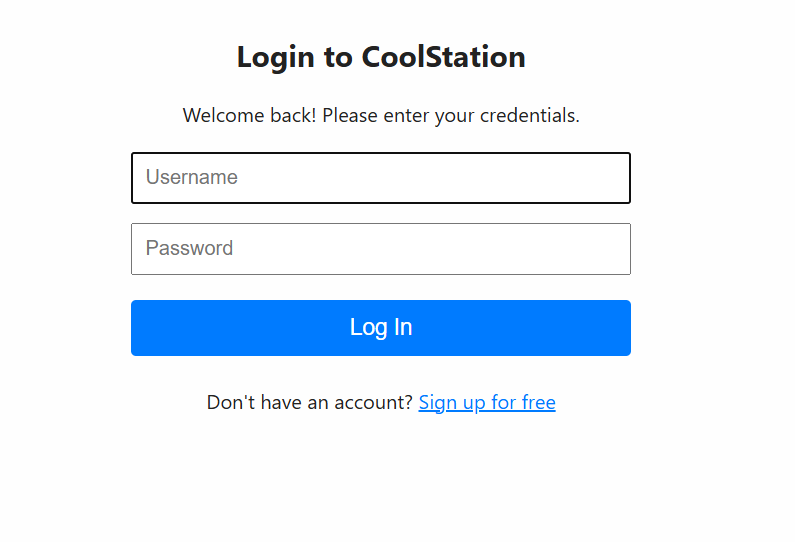 Login to CoolStation
Welcome back! Please enter your credentials.
Username
Password
Log In
Don't have an account? Sign up for free